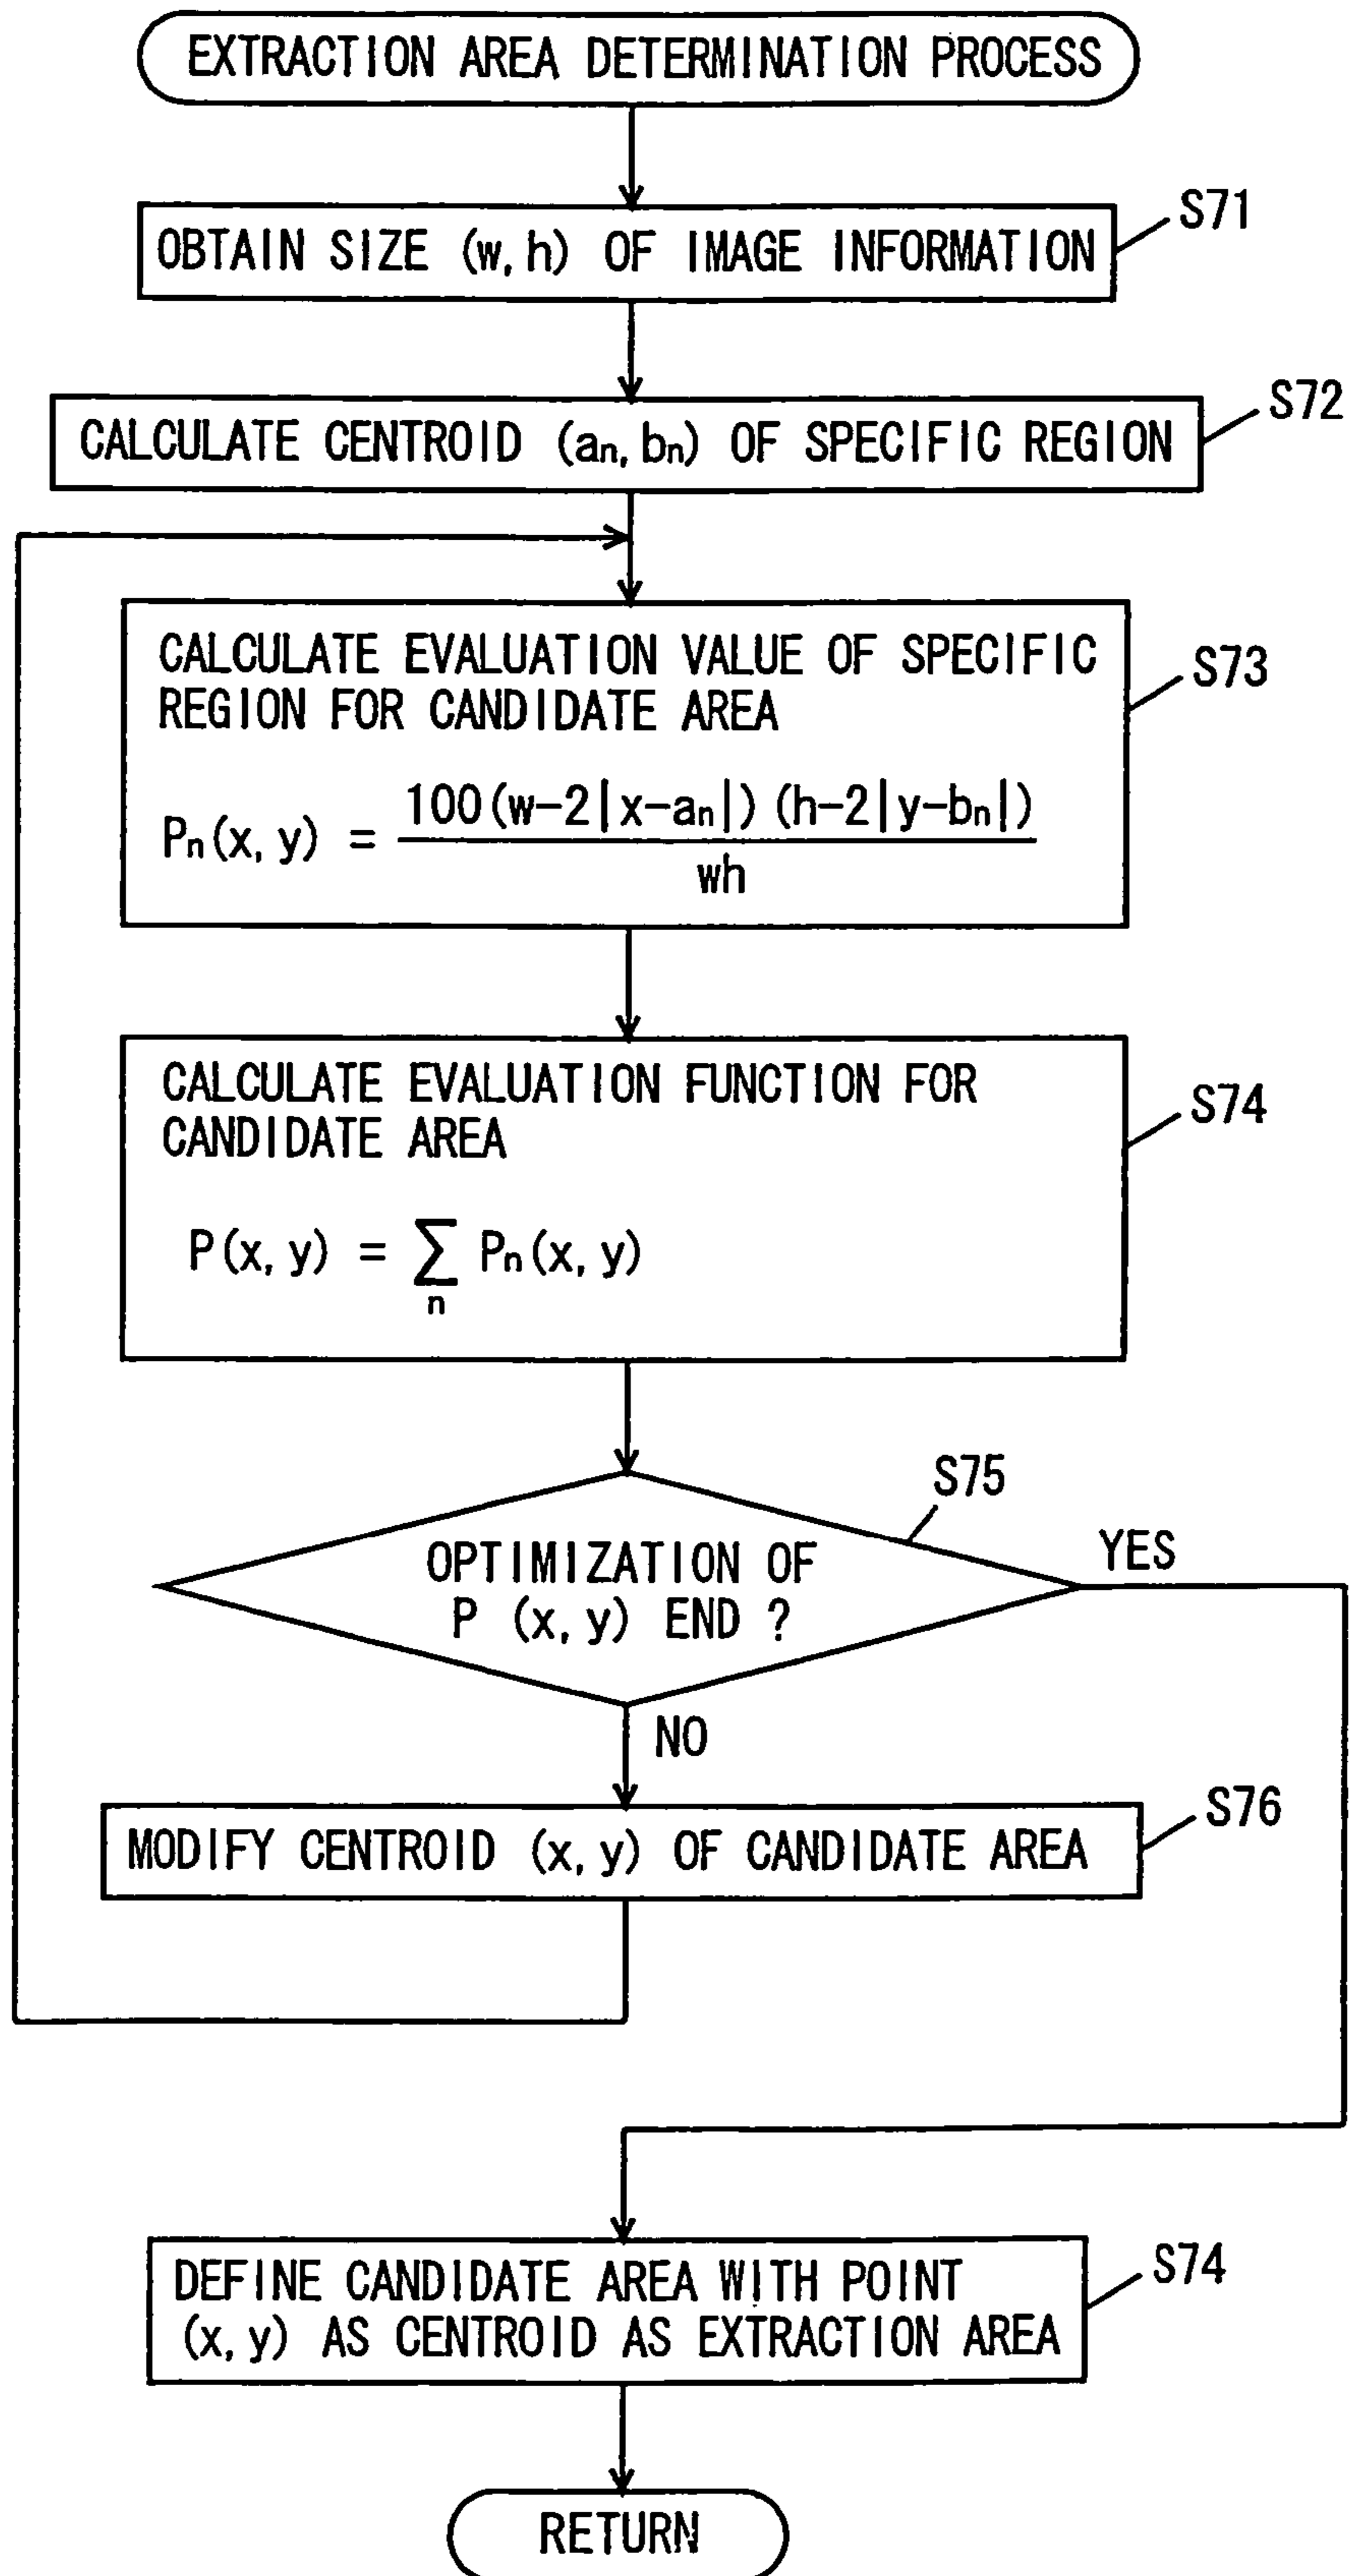 EXTRACTION AREA DETERMINATION PROCESS
S71
OBTAIN SIZE (w, h) OF IMAGE INFORMATION
S72
CALCULATE CENTROID (an, bn) OF SPECIFIC REGION
S73
CALCULATE EVALUATION VALUE OF SPECIFIC
REGION FOR CANDIDATE AREA
Pn(x, y) = 100(w-2|x-an|)(h-2|y-bn|)
wh
S74
CALCULATE EVALUATION FUNCTION FOR
CANDIDATE AREA
P(x, y) = ∑ Pn(x, y)
n
S75
OPTIMIZATION OF
P (x, y) END ?
YES
NO
S76
MODIFY CENTROID (x, y) OF CANDIDATE AREA
S74
DEFINE CANDIDATE AREA WITH POINT
(x, y) AS CENTROID AS EXTRACTION AREA
RETURN